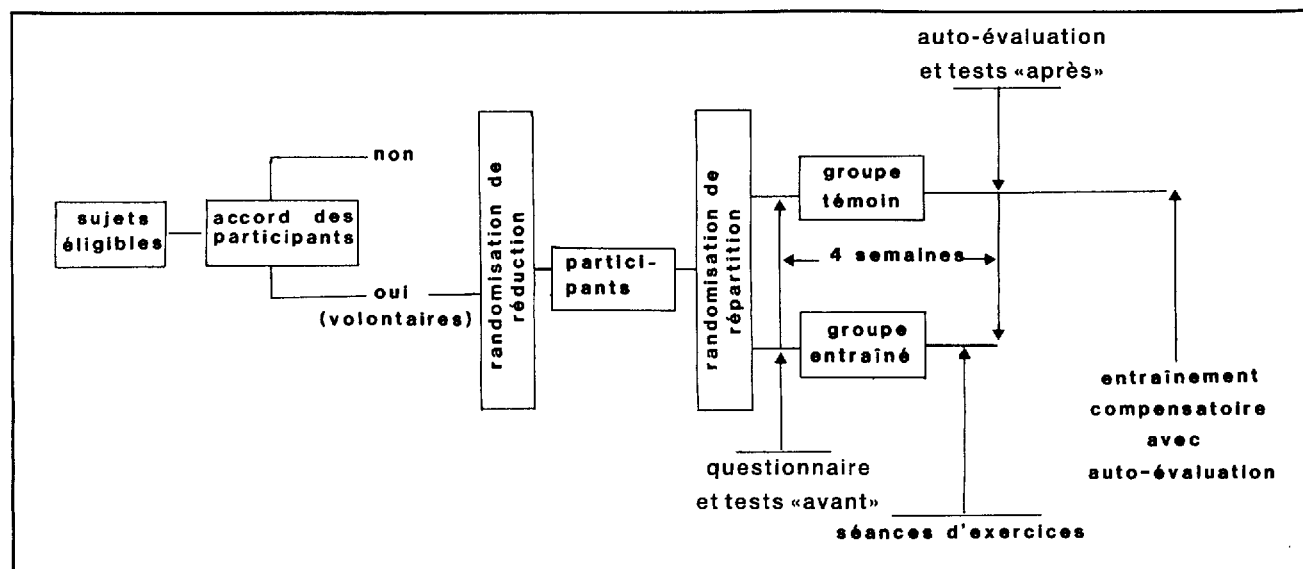 auto-évaluation
et tests «après»
non
sujets
éligibles
accord des
participants
oui
(volontaires)
randomisation de
réduction
partici-
pants
randomisation de
répartition
groupe
témoin
4 semaines
groupe
entraîné
questionnaire
et tests «avant»
séances d'exercices
entraînement
compensatoire
avec
auto-évaluation